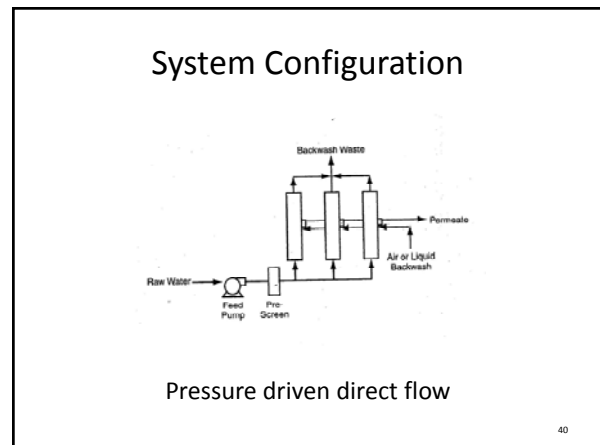 System Configuration
Backwash Waste
Permeate
Air or Liquid
Backwash
Raw Water
Feed
Pump
Pre-
Screen
Pressure driven direct flow
40